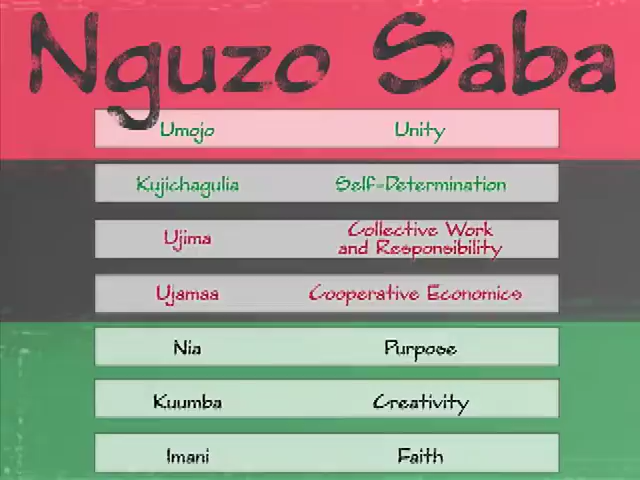 Nguzo Saba
Umojo Unity
Kujichagulia Self-Determination
Ujima Collective Work
and Responsibility
Ujamaa Cooperative Economics
Nia Purpose
Kuumba Creativity
Imani Faith